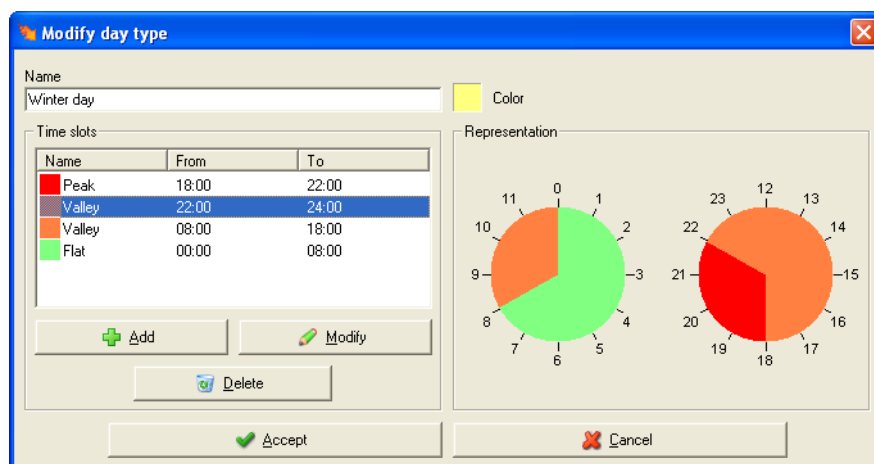 Modify day type
Name
Winter day
Color
Time slots
Name From To
Peak 18:00 22:00
Valley 22:00 24:00
Valley 08:00 18:00
Flat 00:00 08:00
Add
Modify
Delete
Representation
0
11 1
10 2
9 3
8 4
7 5
6
12
23 13
22 14
21 15
20 16
19 17
18
Accept
Cancel